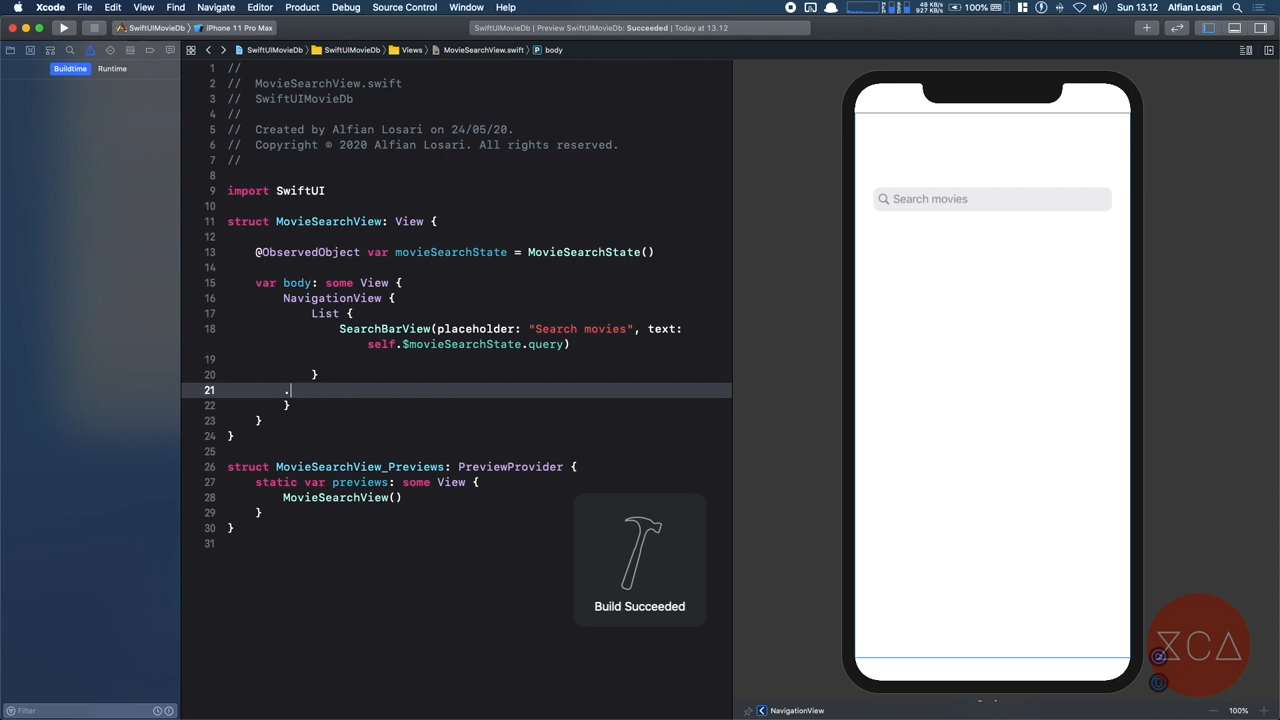 Xcode File Edit View Find Navigate Editor Product Debug Source Control Window Help
48 KB/s 927 KB/s 100% Sun 13.12 Alfian Losari
SwiftUIMovieDb iPhone 11 Pro Max
SwiftUIMovieDb | Preview SwiftUIMovieDb: Succeeded | Today at 13.12
SwiftUIMovieDb SwiftUIMovieDb Views MovieSearchView.swift P body
Buildtime Runtime
1 //
2 // MovieSearchView.swift
3 // SwiftUIMovieDb
4 //
5 // Created by Alfian Losari on 24/05/20.
6 // Copyright © 2020 Alfian Losari. All rights reserved.
7 //
8
9 import SwiftUI
10
11 struct MovieSearchView: View {
12
13 @ObservedObject var movieSearchState = MovieSearchState()
14
15 var body: some View {
16 NavigationView {
17 List {
18 SearchBarView(placeholder: "Search movies", text:
self.$movieSearchState.query)
19
20 }
21 .
22 }
23 }
24 }
25
26 struct MovieSearchView_Previews: PreviewProvider {
27 static var previews: some View {
28 MovieSearchView()
29 }
30 }
31
Build Succeeded
Search movies
XCA
Filter
NavigationView
100%